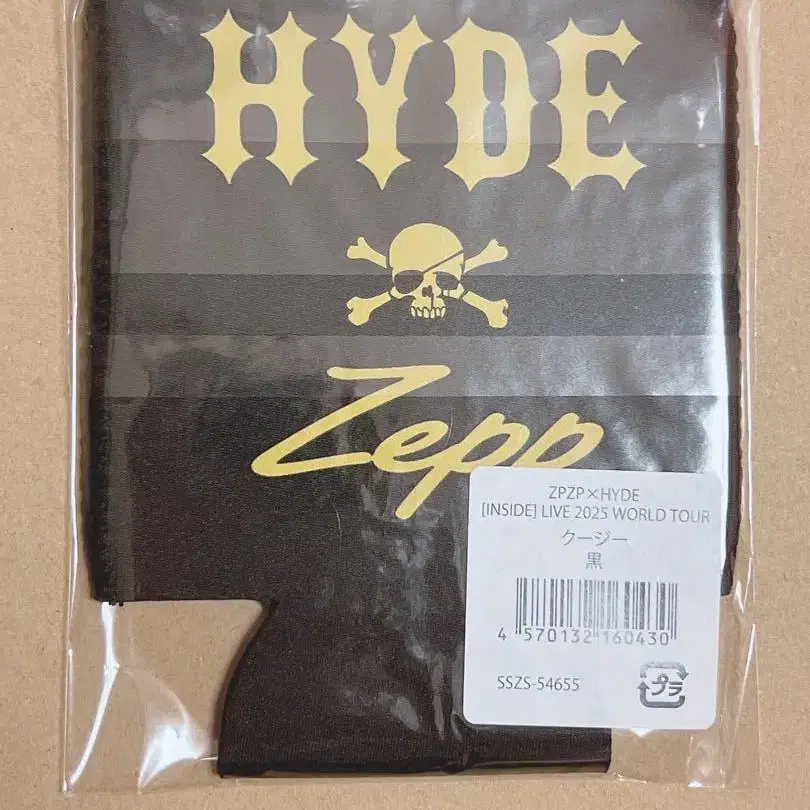 HYDE
Zepp
ZPZP×HYDE
[INSIDE] LIVE 2025 WORLD TOUR
クージー
黒
4 570132 160430
SSZS-54655
プラ